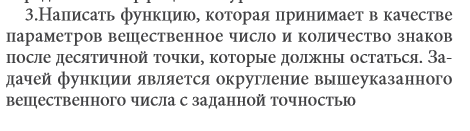 3.Написать функцию, которая принимает в качестве
параметров вещественное число и количество знаков
после десятичной точки, которые должны остаться. За-
дачей функции является округление вышеуказанного
вещественного числа с заданной точностью